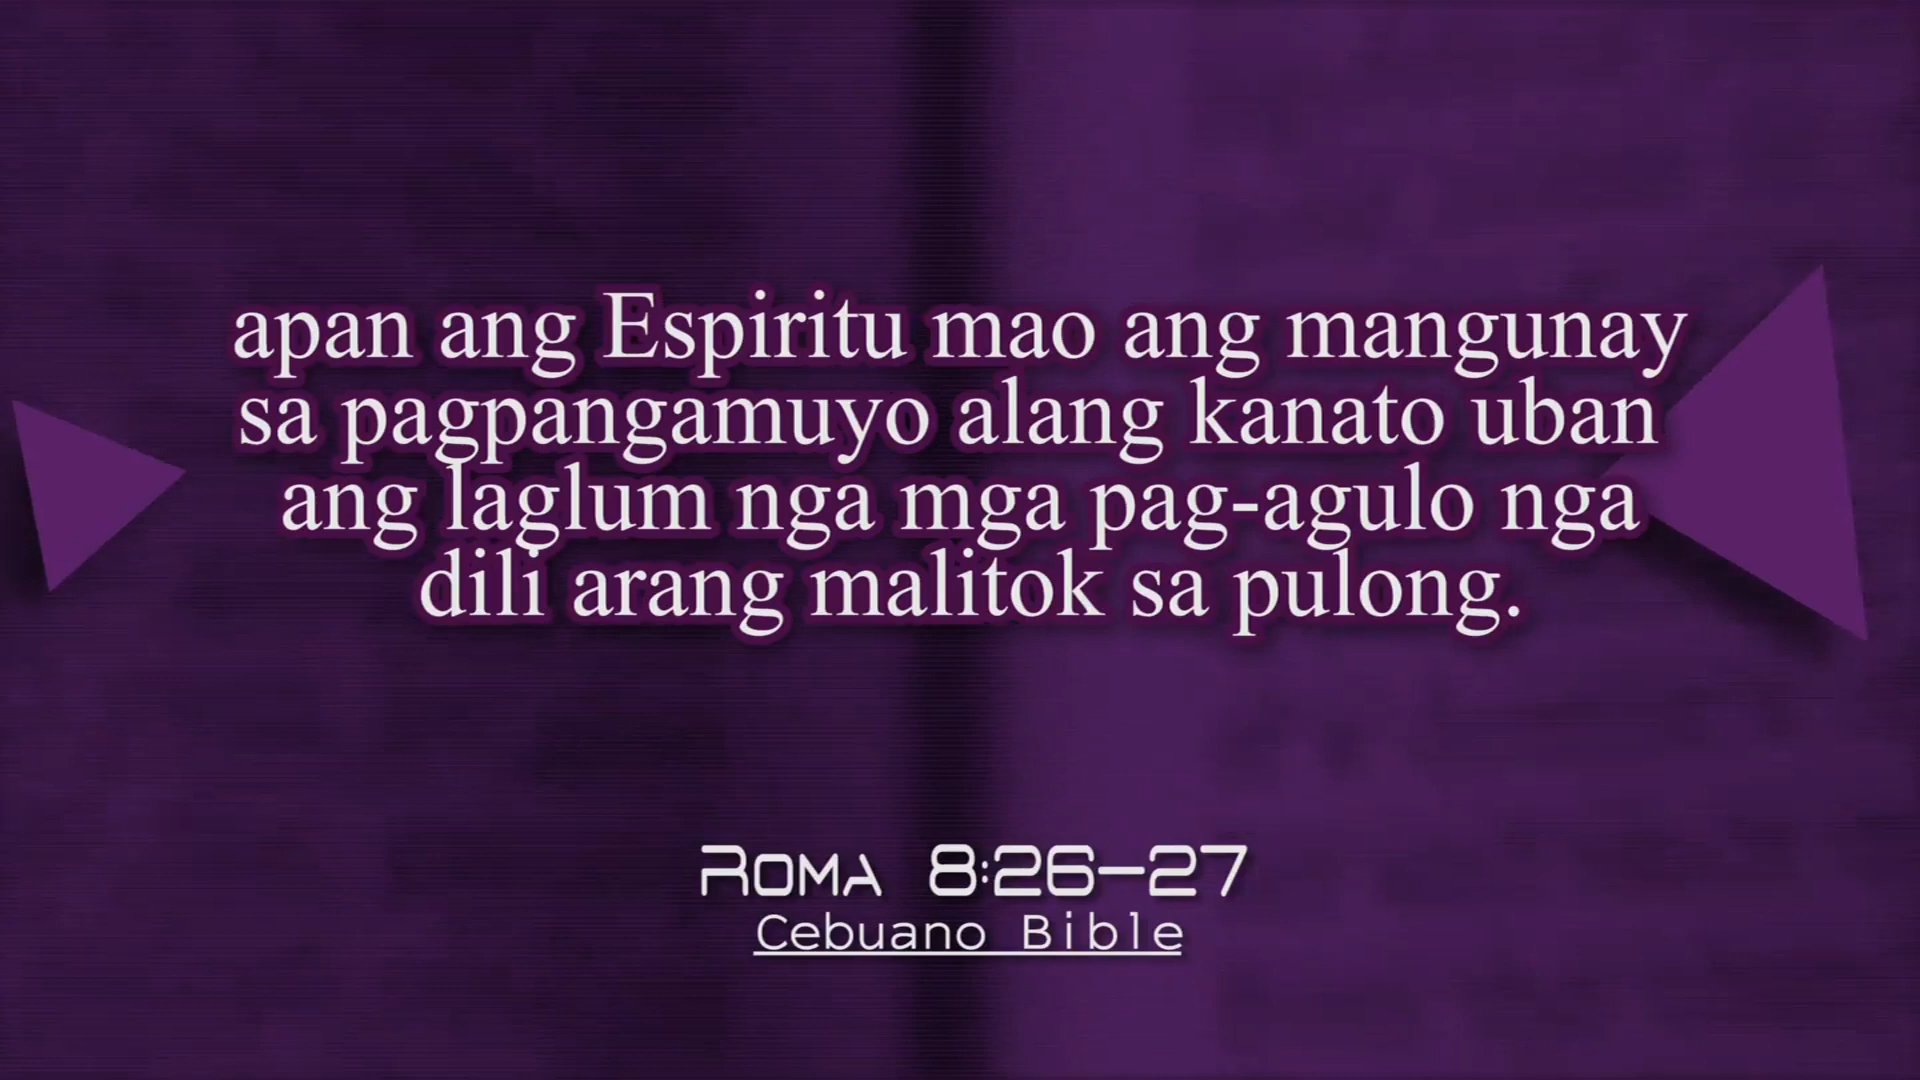 apan ang Espiritu mao ang mangunay
sa pagpangamuyo alang kanato uban
ang laglum nga mga pag-agulo nga
dili arang malitok sa pulong.
Roma 8:26-27
Cebuano Bible